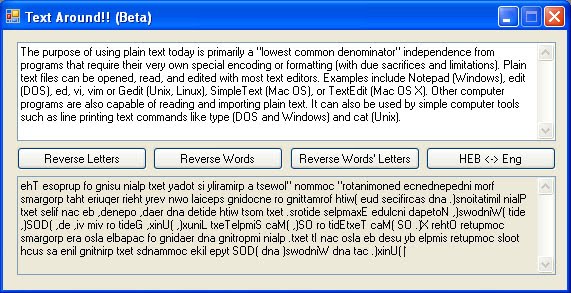 Text Around!! (Beta)
The purpose of using plain text today is primarily a "lowest common denominator" independence from
programs that require their very own special encoding or formatting (with due sacrifices and limitations). Plain
text files can be opened, read, and edited with most text editors. Examples include Notepad (Windows), edit
(DOS), ed, vi, vim or Gedit (Unix, Linux), SimpleText (Mac OS), or TextEdit (Mac OS X). Other computer
programs are also capable of reading and importing plain text. It can also be used by simple computer tools
such as line printing text commands like type (DOS and Windows) and cat (Unix).
Reverse Letters
Reverse Words
Reverse Words' Letters
HEB <-> Eng
ehT esoprup fo gnisu nialp txet yadot si yliramirp a tsewol" nommoc "rotanimoned ecnednepedni morf
smargorp taht eriuqer rieht yrev nwo laiceps gnidocne ro gnittamrof htiw( eud secifircas dna .)snoitatimil nialP
txet selif nac eb ,denepo ,daer dna detide htiw tsom txet .srotide selpmaxE edulcni dapetoN ,)swodniW( tide
,)SOD( ,de ,iv miv ro tideG ,xinU( ,)xuniL txeTelpmiS caM( ,)SO ro tidEtxeT caM( SO .)X rehtO retupmoc
smargorp era osla elbapac fo gnidaer dna gnitropmi nialp .txet tI nac osla eb desu yb elpmis retupmoc sloot
hcus sa enil gnitnirp txet sdnammoc ekil epyt SOD( dna )swodniW dna tac .)xinU(